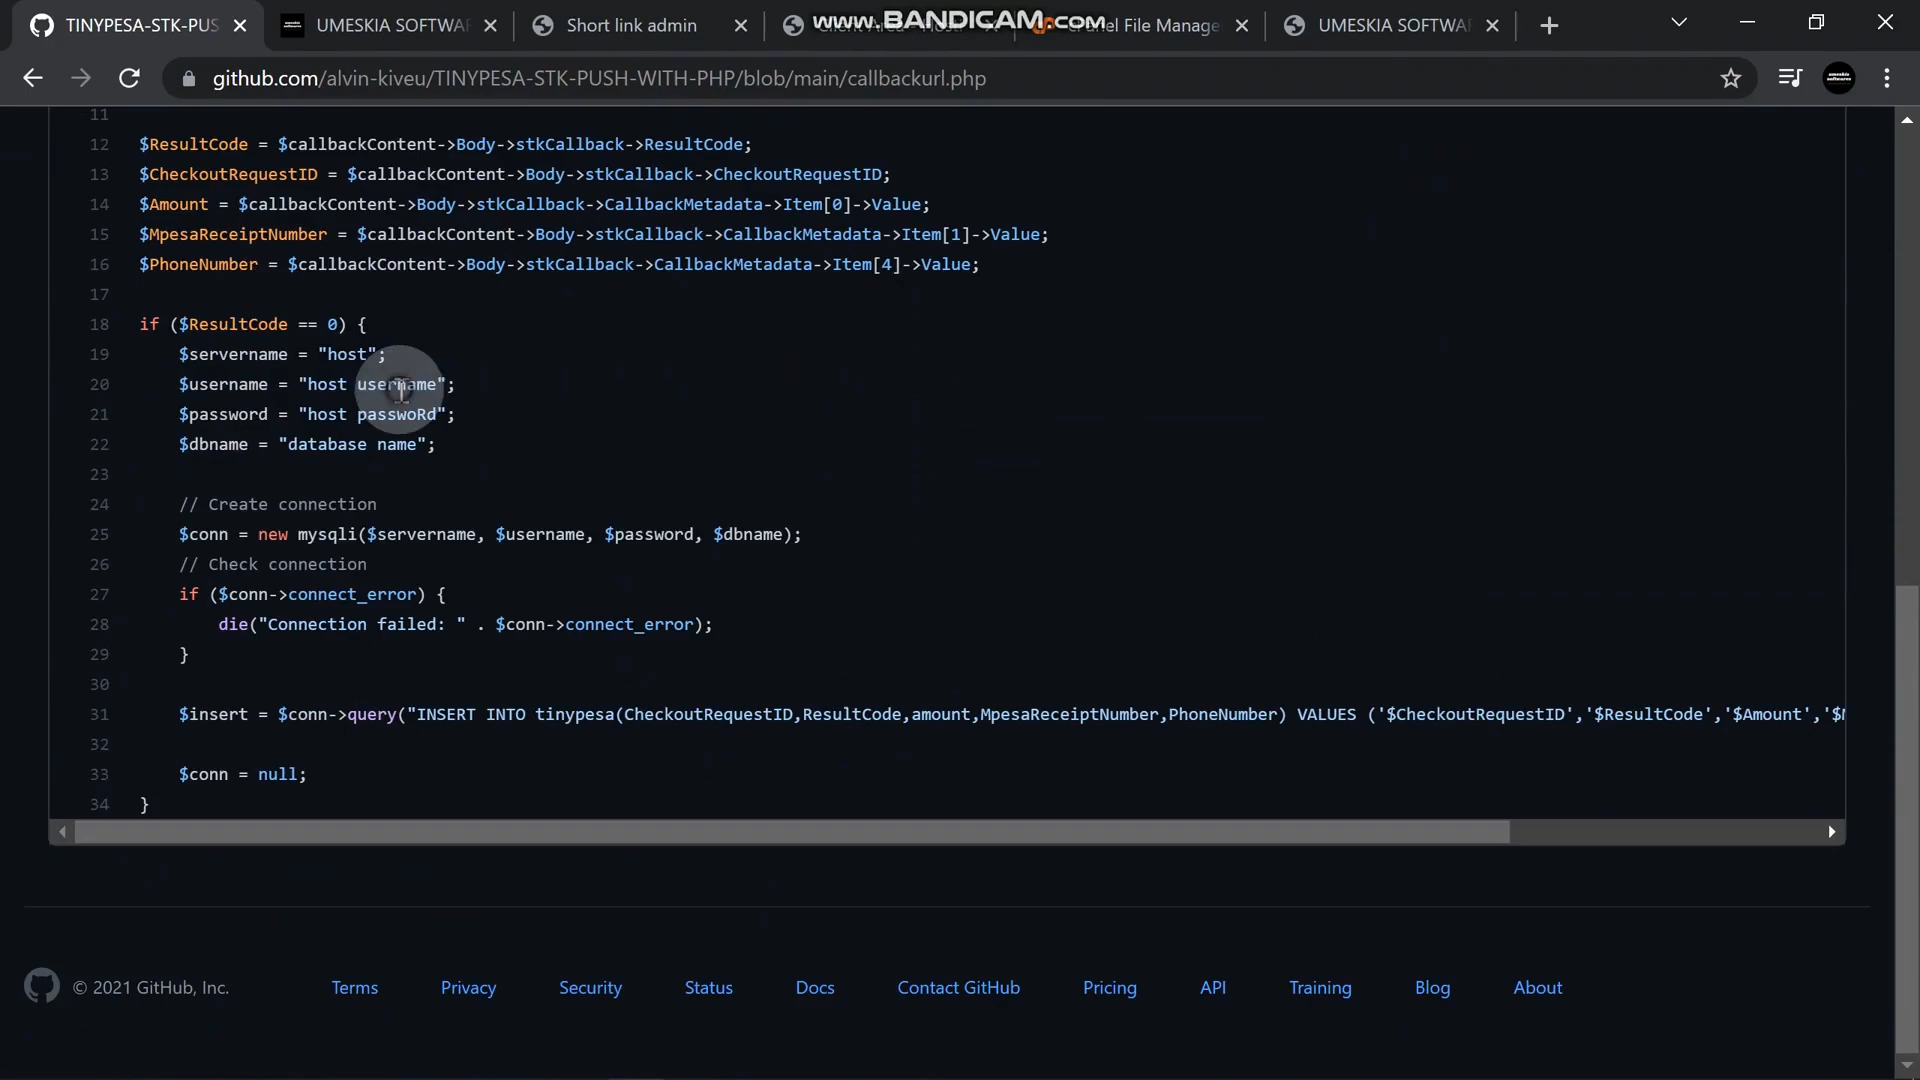 TINYPESA-STK-PUS
UMESKIA SOFTWAR
Short link admin
www.BANDICAM.com
Panel File Manage
UMESKIA SOFTWA
github.com/alvin-kiveu/TINYPESA-STK-PUSH-WITH-PHP/blob/main/callbackurl.php
11
12 $ResultCode = $callbackContent->Body->stkCallback->ResultCode;
13 $CheckoutRequestID = $callbackContent->Body->stkCallback->CheckoutRequestID;
14 $Amount = $callbackContent->Body->stkCallback->CallbackMetadata->Item[0]->Value;
15 $MpesaReceiptNumber = $callbackContent->Body->stkCallback->CallbackMetadata->Item[1]->Value;
16 $PhoneNumber = $callbackContent->Body->stkCallback->CallbackMetadata->Item[4]->Value;
17
18 if ($ResultCode == 0) {
19 $servername = "host";
20 $username = "host username";
21 $password = "host passwoRd";
22 $dbname = "database name";
23
24 // Create connection
25 $conn = new mysqli($servername, $username, $password, $dbname);
26 // Check connection
27 if ($conn->connect_error) {
28 die("Connection failed: " . $conn->connect_error);
29 }
30
31 $insert = $conn->query("INSERT INTO tinypesa(CheckoutRequestID,ResultCode,amount,MpesaReceiptNumber,PhoneNumber) VALUES ('$CheckoutRequestID','$ResultCode','$Amount','$M
32
33 $conn = null;
34 }
© 2021 GitHub, Inc. Terms Privacy Security Status Docs Contact GitHub Pricing API Training Blog About